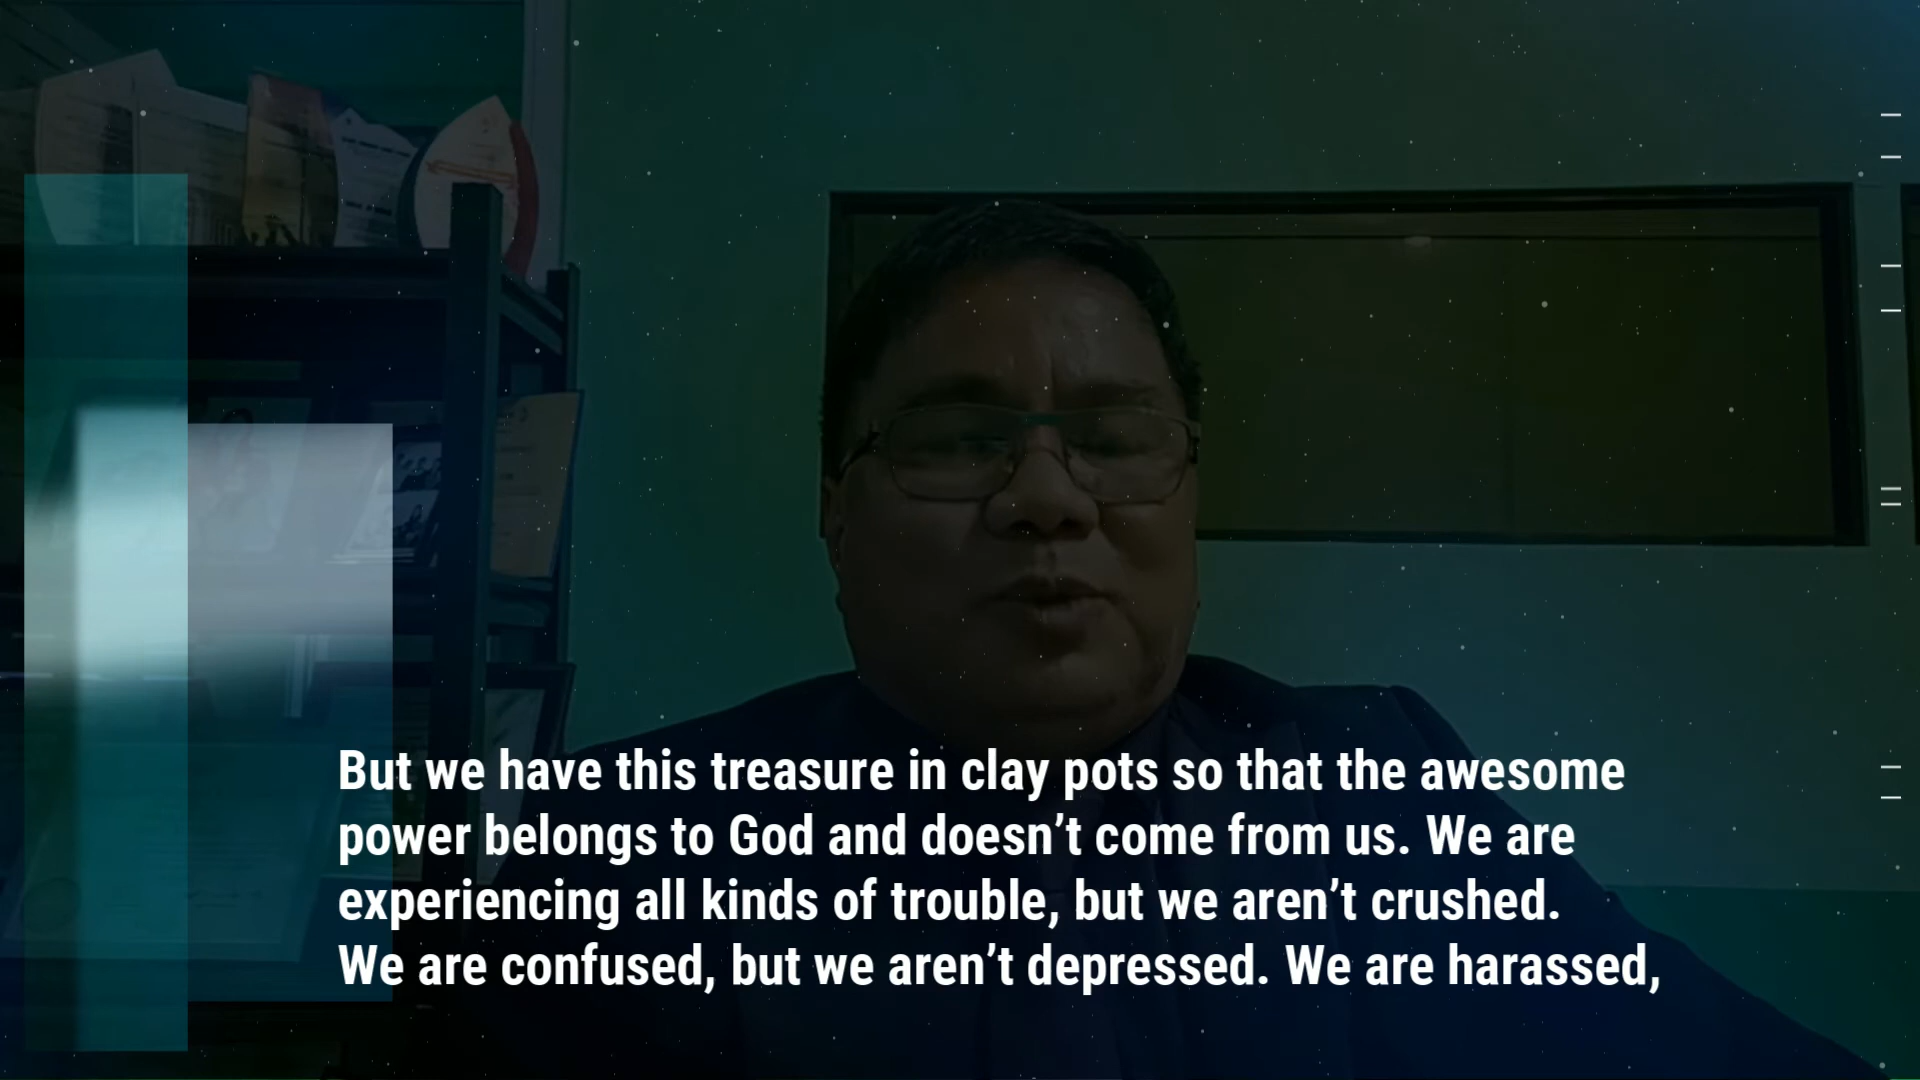 But we have this treasure in clay pots so that the awesome
power belongs to God and doesn’t come from us. We are
experiencing all kinds of trouble, but we aren’t crushed.
We are confused, but we aren’t depressed. We are harassed,